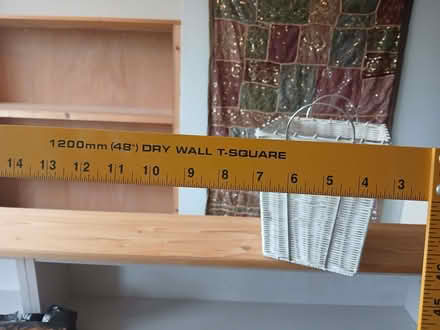 1200mm (48") DRY WALL T-SQUARE
14 13 12 11 10 9 8 7 6 5 4 3